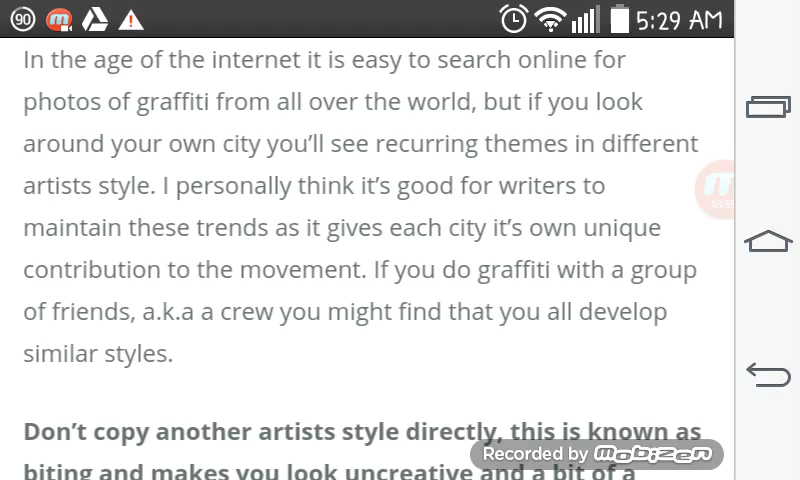 90
5:29 AM
In the age of the internet it is easy to search online for
photos of graffiti from all over the world, but if you look
around your own city you’ll see recurring themes in different
artists style. I personally think it’s good for writers to
maintain these trends as it gives each city it’s own unique
contribution to the movement. If you do graffiti with a group
of friends, a.k.a a crew you might find that you all develop
similar styles.
Don’t copy another artists style directly, this is known as
biting and makes you look uncreative and a bit of a
Recorded by mobizen